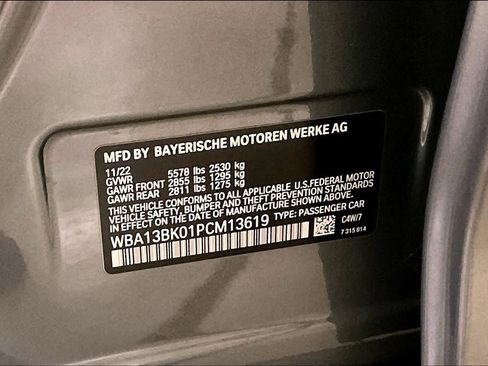 MFD BY BAYERISCHE MOTOREN WERKE AG
11/22
GVWR 5578 lbs 2530 kg
GAWR FRONT 2855 lbs 1295 kg
GAWR REAR 2811 lbs 1275 kg
THIS VEHICLE CONFORMS TO ALL APPLICABLE U.S.FEDERAL MOTOR
VEHICLE SAFETY, BUMPER AND THEFT PREVENTION STANDARDS
IN EFFECT ON THE DATE OF MANUFACTURE SHOWN ABOVE.
WBA13BK01PCM13619 TYPE: PASSENGER CAR
C4W/7
7 315 814